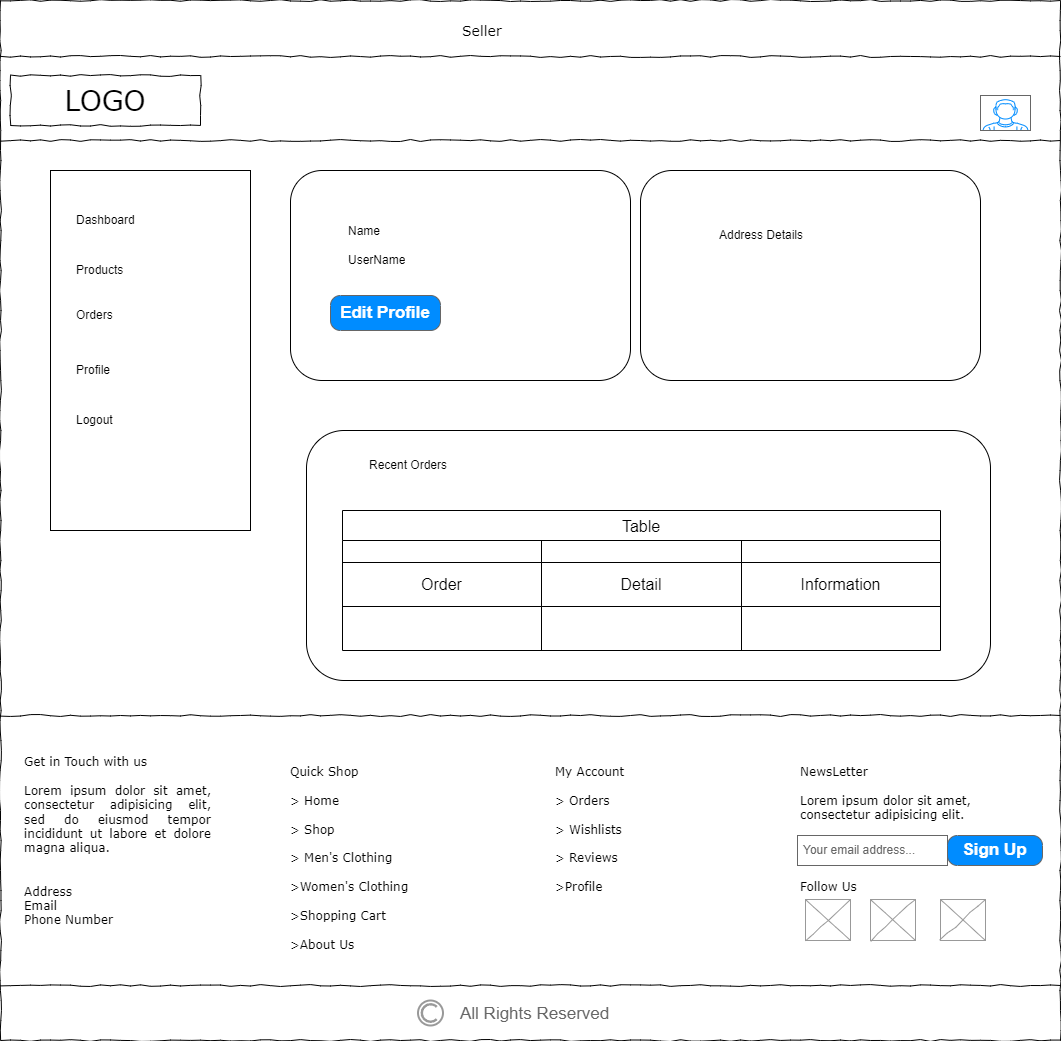 Seller
LOGO
Dashboard
Products
Orders
Profile
Logout
Name
UserName
Edit Profile
Address Details
Recent Orders
Table
Order Detail Information
Get in Touch with us
Lorem ipsum dolor sit amet,
consectetur adipisicing elit,
sed do eiusmod tempor
incididunt ut labore et dolore
magna aliqua.
Address
Email
Phone Number
Quick Shop
> Home
> Shop
> Men's Clothing
>Women's Clothing
>Shopping Cart
>About Us
My Account
> Orders
> Wishlists
> Reviews
>Profile
NewsLetter
Lorem ipsum dolor sit amet,
consectetur adipisicing elit.
Your email address...
Sign Up
Follow Us
© All Rights Reserved